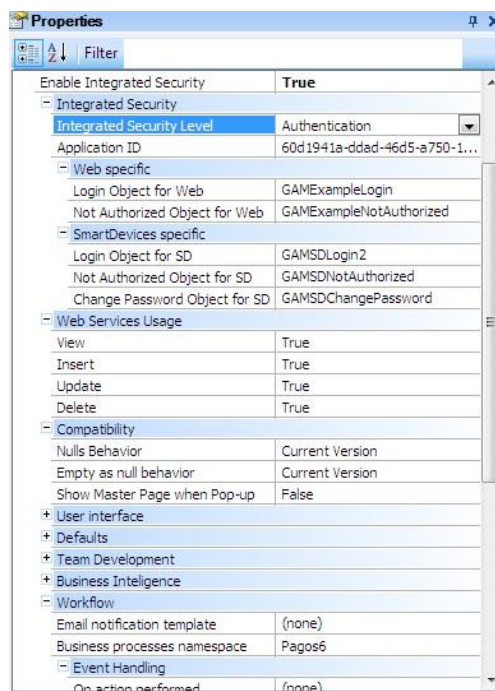 Properties
Filter
Enable Integrated Security True
Integrated Security
Integrated Security Level Authentication
Application ID 60d1941a-ddad-46d5-a750-1...
Web specific
Login Object for Web GAMExampleLogin
Not Authorized Object for Web GAMExampleNotAuthorized
SmartDevices specific
Login Object for SD GAMSDLogin2
Not Authorized Object for SD GAMSDNotAuthorized
Change Password Object for SD GAMSDChangePassword
Web Services Usage
View True
Insert True
Update True
Delete True
Compatibility
Nulls Behavior Current Version
Empty as null behavior Current Version
Show Master Page when Pop-up False
User interface
Defaults
Team Development
Business Inteligence
Workflow
Email notification template (none)
Business processes namespace Pagos6
Event Handling
On action performed (none)